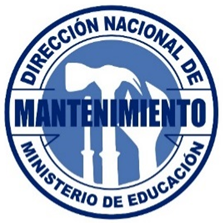 DIRECCIÓN NACIONAL DE
MANTENIMIENTO
MINISTERIO DE EDUCACIÓN